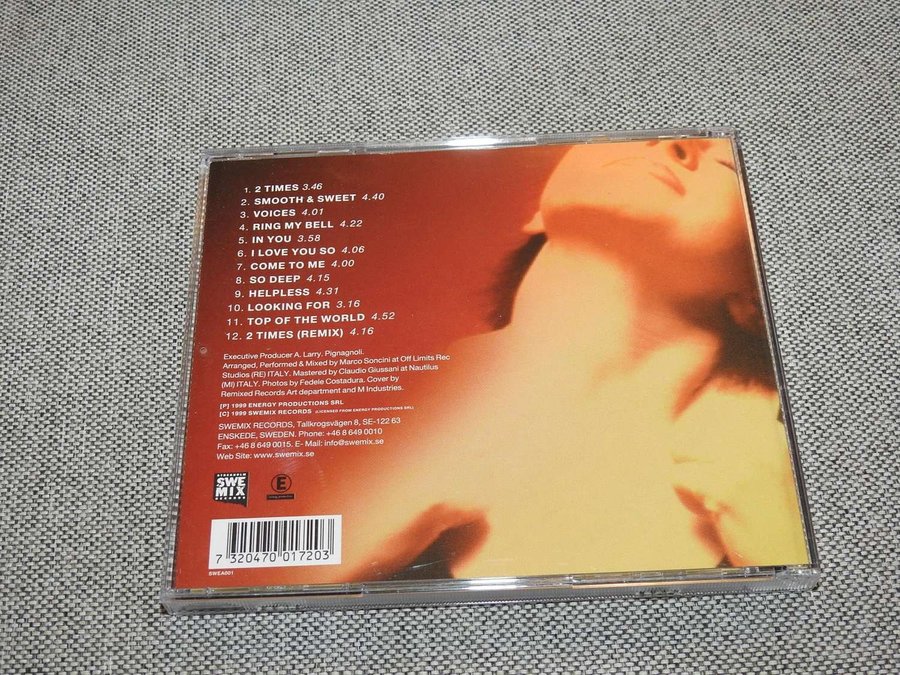 1. 2 TIMES 3.46
2. SMOOTH & SWEET 4.40
3. VOICES 4.01
4. RING MY BELL 4.22
5. IN YOU 3.58
6. I LOVE YOU SO 4.06
7. COME TO ME 4.00
8. SO DEEP 4.15
9. HELPLESS 4.31
10. LOOKING FOR 3.16
11. TOP OF THE WORLD 4.52
12. 2 TIMES (REMIX) 4.16
Executive Producer A. Larry. Pignagnoli.
Arranged, Performed & Mixed by Marco Soncini at Off Limits Rec
Studios (RE) ITALY. Mastered by Claudio Giussani at Nautilus
(MI) ITALY. Photos by Fedele Costadura. Cover by
Remixed Records Art department and M Industries.
[P] 1999 ENERGY PRODUCTIONS SRL
[C] 1999 SWEMIX RECORDS (LICENSED FROM ENERGY PRODUCTIONS SRL)
SWEMIX RECORDS, Tallkrogsvägen 8, SE-122 63
ENSKEDE, SWEDEN. Phone: +46 8 649 0010
Fax: +46 8 649 0015. E- Mail: info@swemix.se
Web Site: www.swemix.se
STOCKHOLM
SWE
MIX
RECORDS
E
7 320470 017203
SWEA001